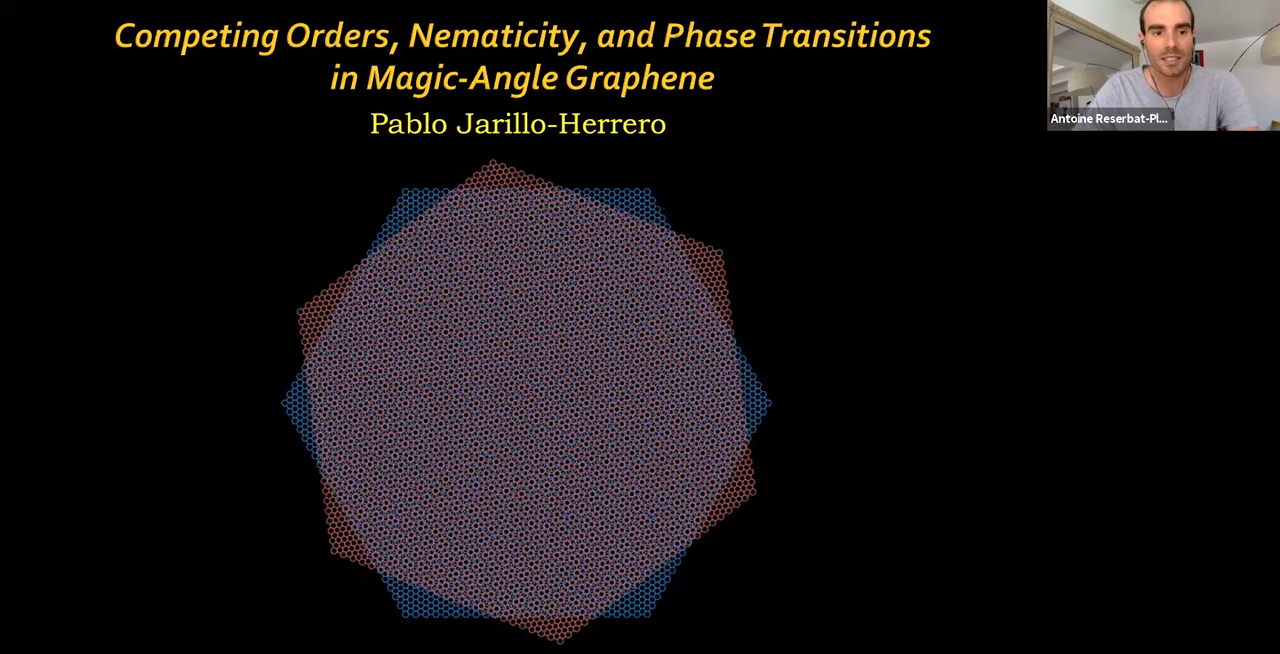 Competing Orders, Nematicity, and Phase Transitions
in Magic-Angle Graphene
Pablo Jarillo-Herrero
Antoine Reserbat-Pl...